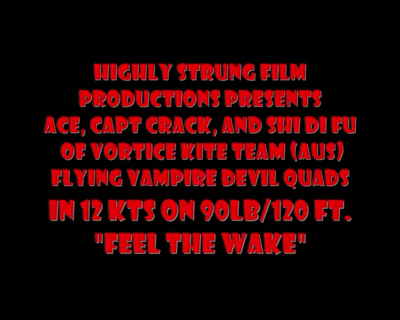 HIGHLY STRUNG FILM
PRODUCTIONS PRESENTS
ACE, CAPT CRACK, AND SHI DI FU
OF VORTICE KITE TEAM (AUS)
FLYING VAMPIRE DEVIL QUADS
IN 12 KTS ON 90LB/120 FT.
"FEEL THE WAKE"